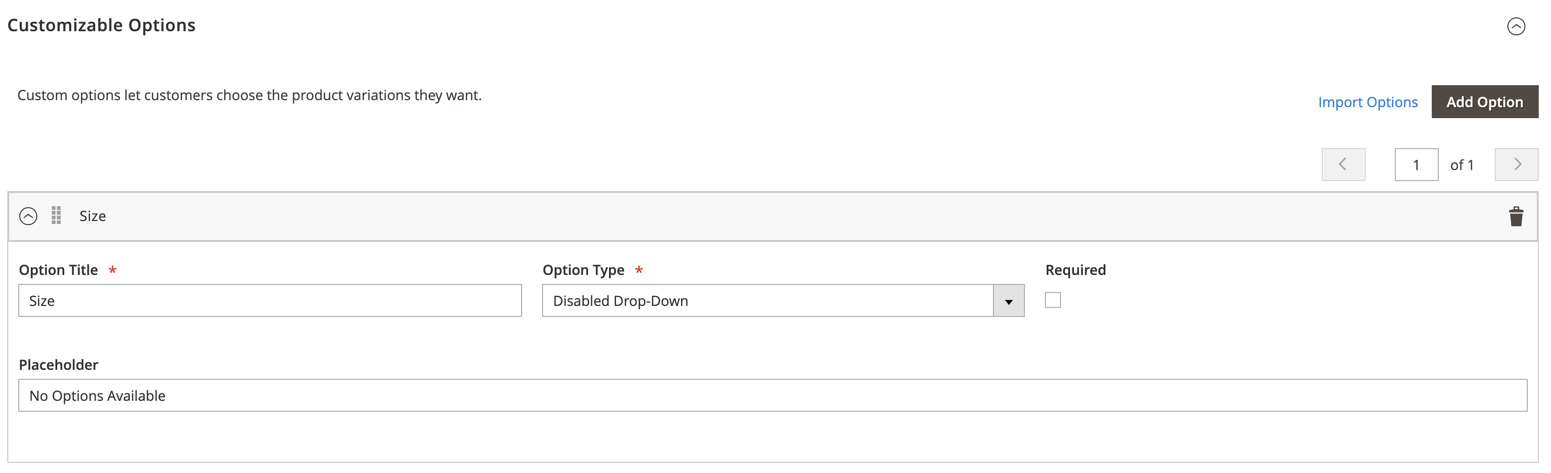 Customizable Options
Custom options let customers choose the product variations they want.
Import Options Add Option
1 of 1
Size
Option Title * Option Type * Required
Size Disabled Drop-Down
Placeholder
No Options Available